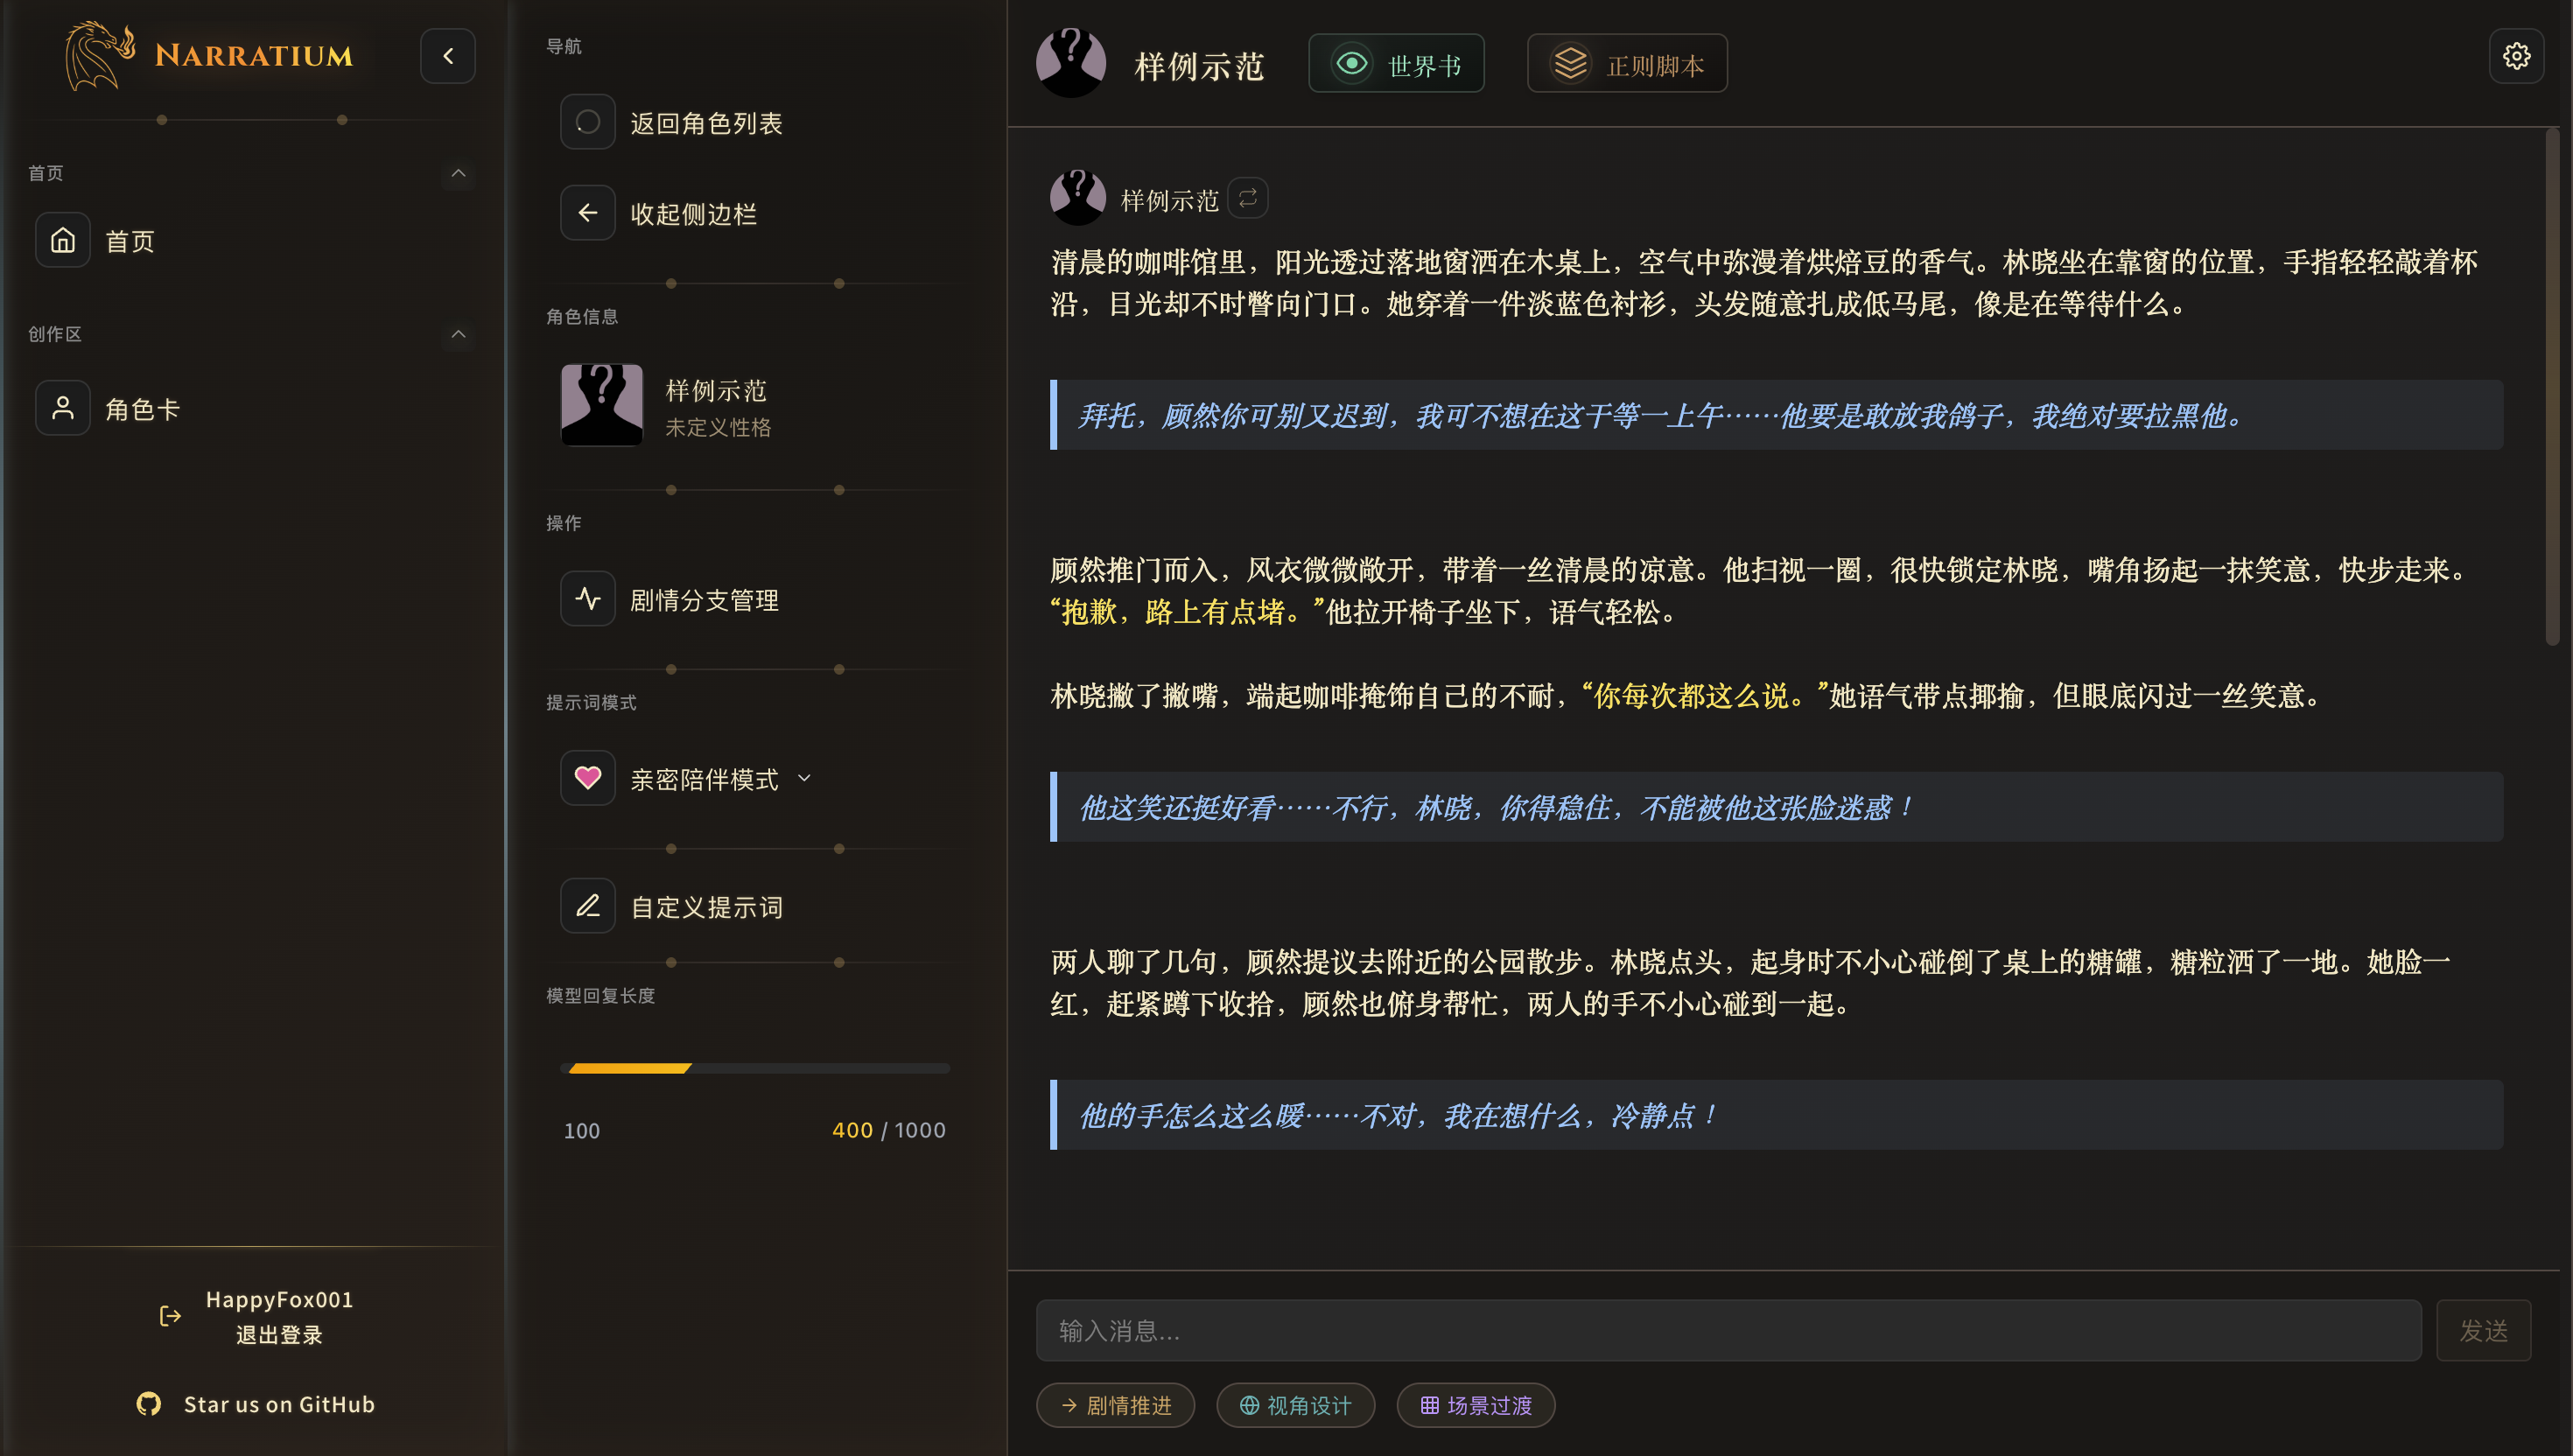 NARRATIUM
首页
首页
创作区
角色卡
HappyFox001
退出登录
Star us on GitHub
导航
返回角色列表
收起侧边栏
角色信息
样例示范
未定义性格
操作
剧情分支管理
提示词模式
亲密陪伴模式
自定义提示词
模型回复长度
100
400 / 1000
样例示范
世界书
正则脚本
样例示范
清晨的咖啡馆里，阳光透过落地窗洒在木桌上，空气中弥漫着烘焙豆的香气。林晓坐在靠窗的位置，手指轻轻敲着杯
沿，目光却不时瞥向门口。她穿着一件淡蓝色衬衫，头发随意扎成低马尾，像是在等待什么。
拜托，顾然你可别又迟到，我可不想在这干等一上午……他要是敢放我鸽子，我绝对要拉黑他。
顾然推门而入，风衣微微敞开，带着一丝清晨的凉意。他扫视一圈，很快锁定林晓，嘴角扬起一抹笑意，快步走来。
“抱歉，路上有点堵。”他拉开椅子坐下，语气轻松。
林晓撇了撇嘴，端起咖啡掩饰自己的不耐，“你每次都这么说。”她语气带点揶揄，但眼底闪过一丝笑意。
他这笑还挺好看……不行，林晓，你得稳住，不能被他这张脸迷惑！
两人聊了几句，顾然提议去附近的公园散步。林晓点头，起身时不小心碰倒了桌上的糖罐，糖粒洒了一地。她脸一
红，赶紧蹲下收拾，顾然也俯身帮忙，两人的手不小心碰到一起。
他的手怎么这么暖……不对，我在想什么，冷静点！
输入消息...
发送
剧情推进
视角设计
场景过渡